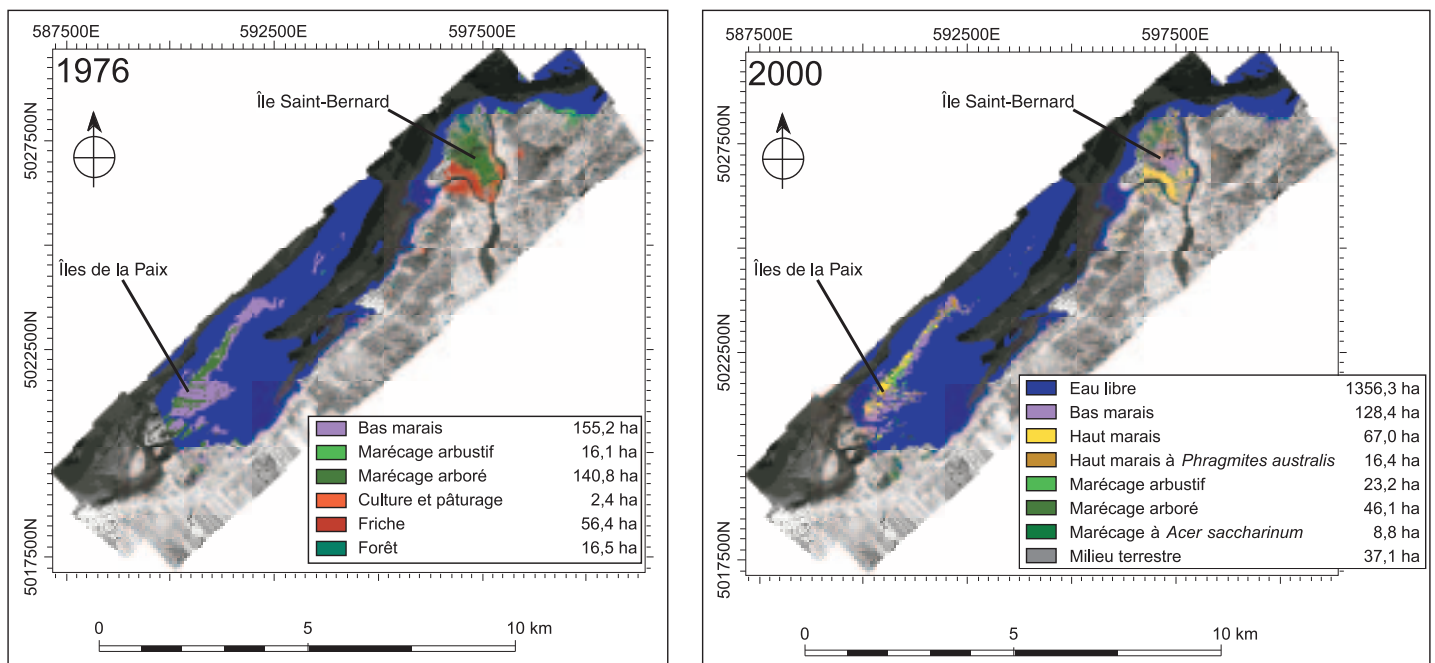 587500E 592500E 597500E
1976
Île Saint-Bernard
5027500N
Îles de la Paix
5022500N
5017500N
Bas marais 155,2 ha
Marécage arbustif 16,1 ha
Marécage arboré 140,8 ha
Culture et pâturage 2,4 ha
Friche 56,4 ha
Forêt 16,5 ha
0 5 10 km
587500E 592500E 597500E
2000
Île Saint-Bernard
5027500N
Îles de la Paix
5022500N
5017500N
Eau libre 1356,3 ha
Bas marais 128,4 ha
Haut marais 67,0 ha
Haut marais à Phragmites australis 16,4 ha
Marécage arbustif 23,2 ha
Marécage arboré 46,1 ha
Marécage à Acer saccharinum 8,8 ha
Milieu terrestre 37,1 ha
0 5 10 km